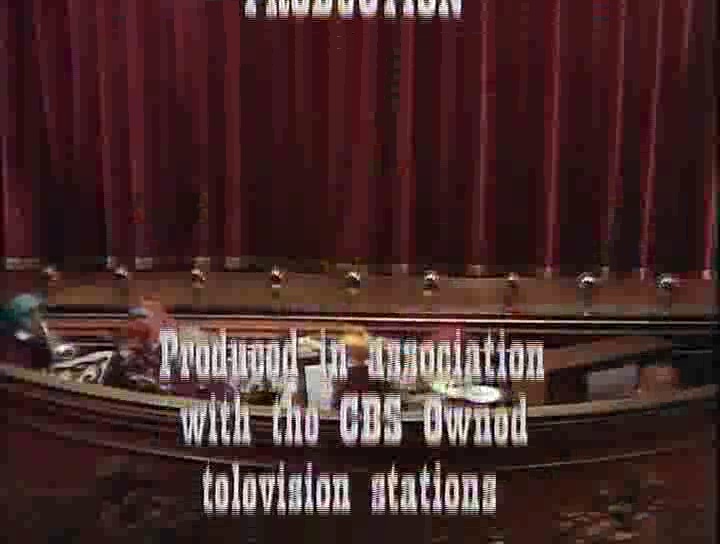 PRODUCTION
Produced in association
with the CBS Owned
television stations